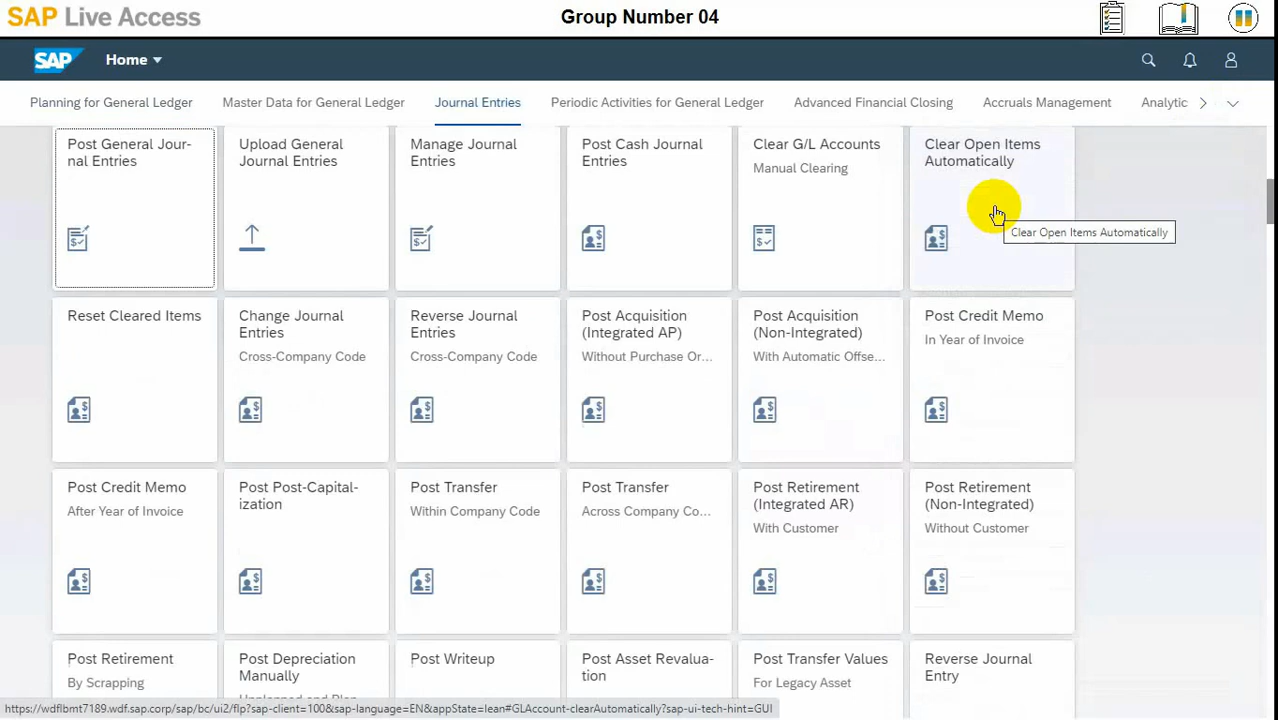 SAP Live Access
Group Number 04
SAP
Home
Planning for General Ledger
Master Data for General Ledger
Journal Entries
Periodic Activities for General Ledger
Advanced Financial Closing
Accruals Management
Analytic
Post General Jour-
nal Entries
Upload General
Journal Entries
Manage Journal
Entries
Post Cash Journal
Entries
Clear G/L Accounts
Manual Clearing
Clear Open Items
Automatically
Clear Open Items Automatically
Reset Cleared Items
Change Journal
Entries
Cross-Company Code
Reverse Journal
Entries
Cross-Company Code
Post Acquisition
(Integrated AP)
Without Purchase Or...
Post Acquisition
(Non-Integrated)
With Automatic Offse...
Post Credit Memo
In Year of Invoice
Post Credit Memo
After Year of Invoice
Post Post-Capital-
ization
Post Transfer
Within Company Code
Post Transfer
Across Company Co...
Post Retirement
(Integrated AR)
With Customer
Post Retirement
(Non-Integrated)
Without Customer
Post Retirement
By Scrapping
Post Depreciation
Manually
Post Writeup
Post Asset Revalua-
tion
Post Transfer Values
For Legacy Asset
Reverse Journal
Entry
https://wdflbmt7189.wdf.sap.corp/sap/bc/ui2/flp?sap-client=100&sap-language=EN&appState=lean#GLAccount-clearAutomatically?sap-ui-tech-hint=GUI